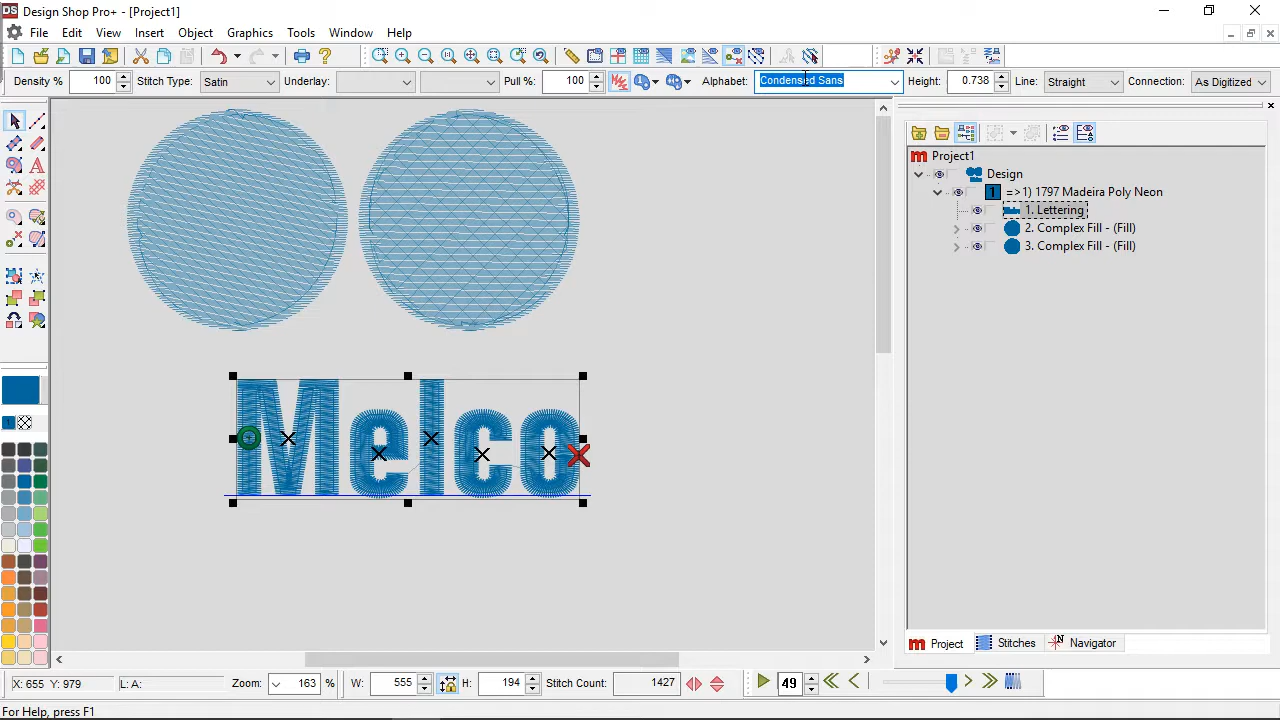 DS Design Shop Pro+ - [Project1]
File Edit View Insert Object Graphics Tools Window Help
Density % 100 Stitch Type: Satin Underlay: Pull %: 100 Alphabet: Condensed Sans Height: 0.738 Line: Straight Connection: As Digitized
Project1
Design
1 =>1) 1797 Madeira Poly Neon
1. Lettering
2. Complex Fill - (Fill)
3. Complex Fill - (Fill)
Melco
1
Project Stitches Navigator
X: 655 Y: 979 L: A: Zoom: 163 % W: 555 H: 194 Stitch Count: 1427 49
For Help, press F1